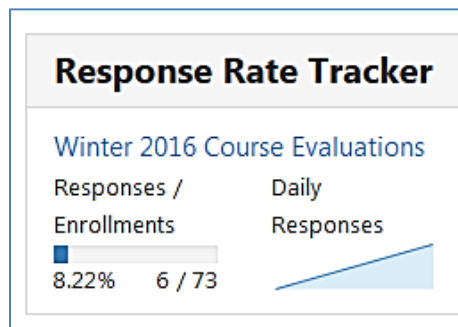 Response Rate Tracker
Winter 2016 Course Evaluations
Responses /
Enrollments
8.22% 6 / 73
Daily
Responses